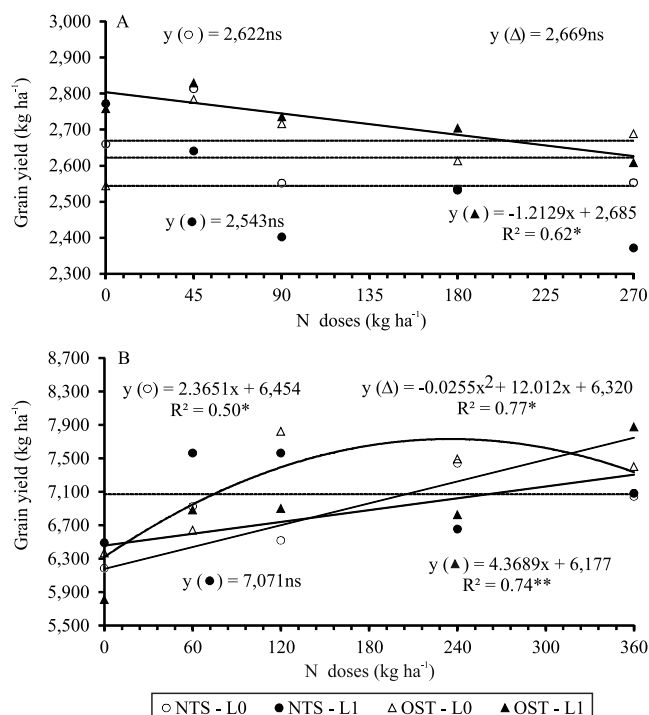 A
y (○) = 2,622ns
y (Δ) = 2,669ns
3,000
2,900
2,800
2,700
2,600
2,500
2,400
2,300
Grain yield (kg ha⁻¹)
y (●) = 2,543ns
y (▲) = -1.2129x + 2,685
R² = 0.62*
0 45 90 135 180 225 270
N doses (kg ha⁻¹)
B
y (○) = 2.3651x + 6,454
R² = 0.50*
y (Δ) = -0.0255x² + 12.012x + 6,320
R² = 0.77*
8,700
8,300
7,900
7,500
7,100
6,700
6,300
5,900
5,500
Grain yield (kg ha⁻¹)
y (●) = 7,071ns
y (▲) = 4.3689x + 6,177
R² = 0.74**
0 60 120 180 240 300 360
N doses (kg ha⁻¹)
○ NTS - L0 ● NTS - L1 Δ OST - L0 ▲ OST - L1